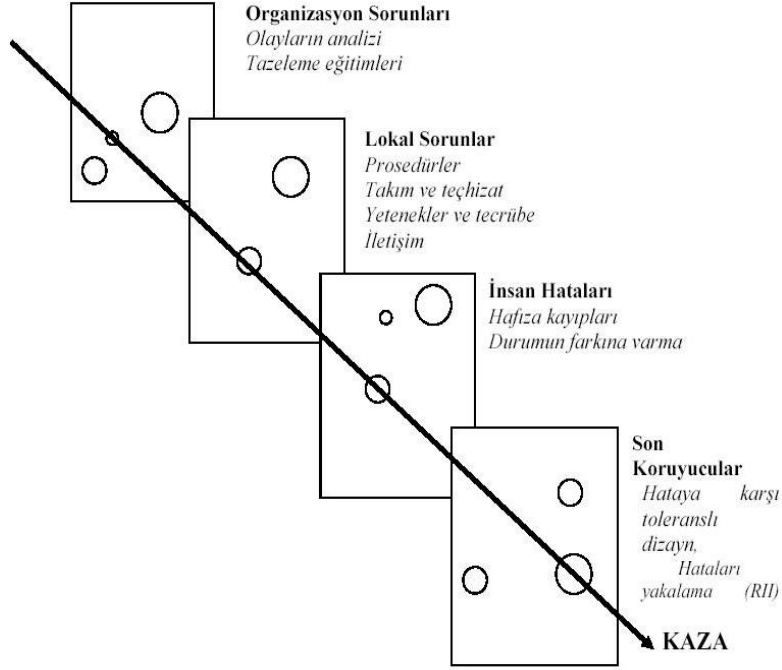 Organizasyon Sorunları
Olayların analizi
Tazeleme eğitimleri
Lokal Sorunlar
Prosedürler
Takım ve teçhizat
Yetenekler ve tecrübe
İletişim
İnsan Hataları
Hafıza kayıpları
Durumun farkına varma
Son
Koruyucular
Hataya karşı
toleranslı
dizayn,
Hataları
yakalama (RII)
KAZA